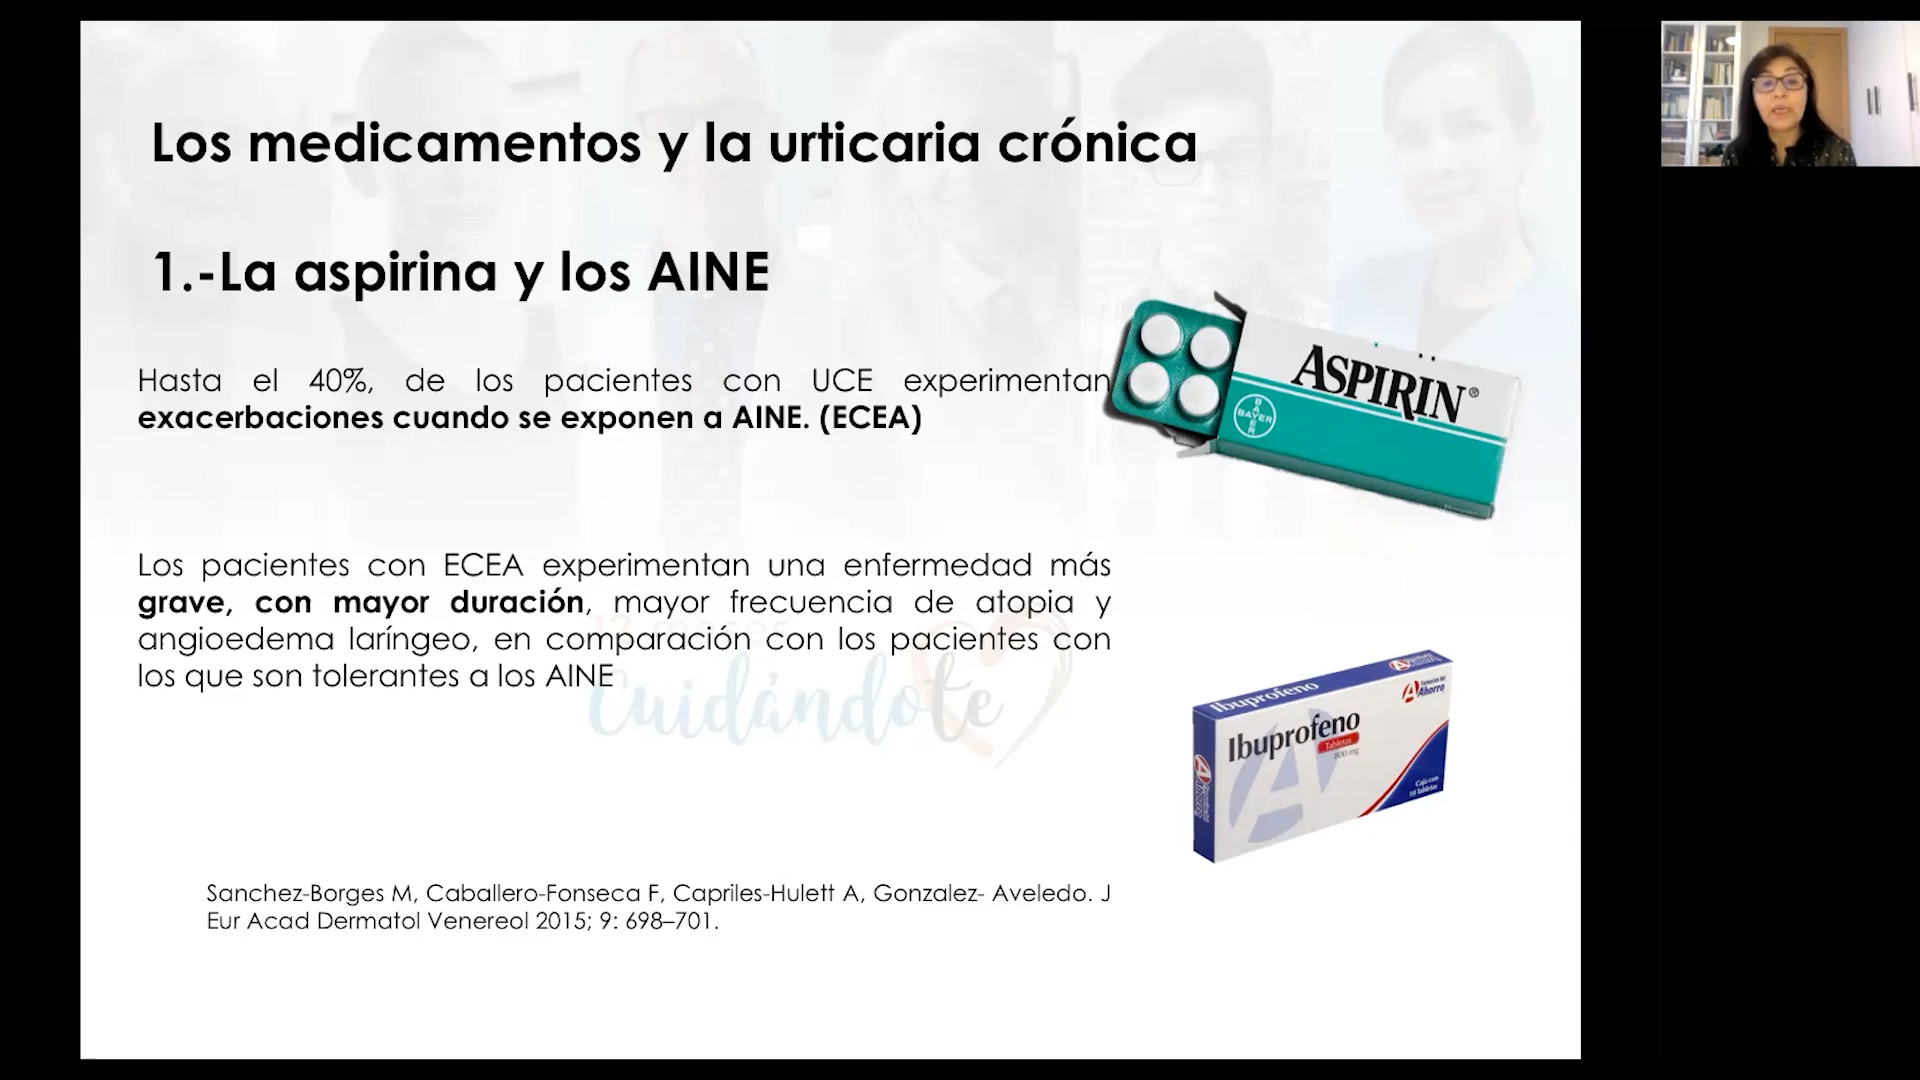 Los medicamentos y la urticaria crónica
1.-La aspirina y los AINE
Hasta el 40%, de los pacientes con UCE experimentan
exacerbaciones cuando se exponen a AINE. (ECEA)
ASPIRIN®
BAYER
BAYER
Los pacientes con ECEA experimentan una enfermedad más
grave, con mayor duración, mayor frecuencia de atopia y
angioedema laríngeo, en comparación con los pacientes con
los que son tolerantes a los AINE
Cuidándote
Ibuprofeno
Ahorro
Ibuprofeno
Tabletas
800 mg
Caja con
10 Tabletas
Sanchez-Borges M, Caballero-Fonseca F, Capriles-Hulett A, Gonzalez- Aveledo. J
Eur Acad Dermatol Venereol 2015; 9: 698–701.